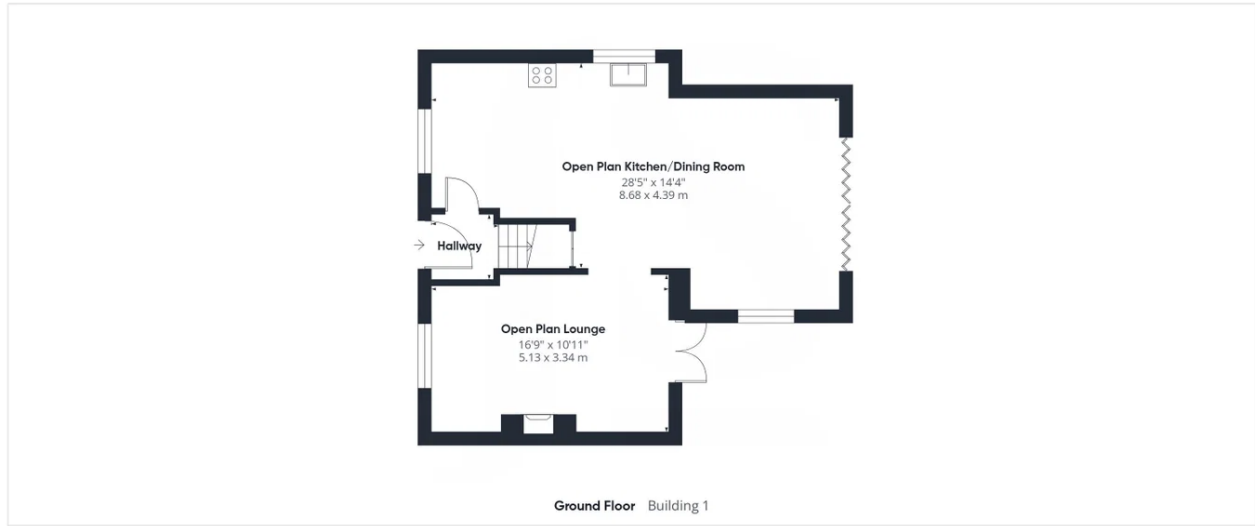 Open Plan Kitchen/Dining Room
28'5" x 14'4"
8.68 x 4.39 m
Hallway
Open Plan Lounge
16'9" x 10'11"
5.13 x 3.34 m
Ground Floor Building 1